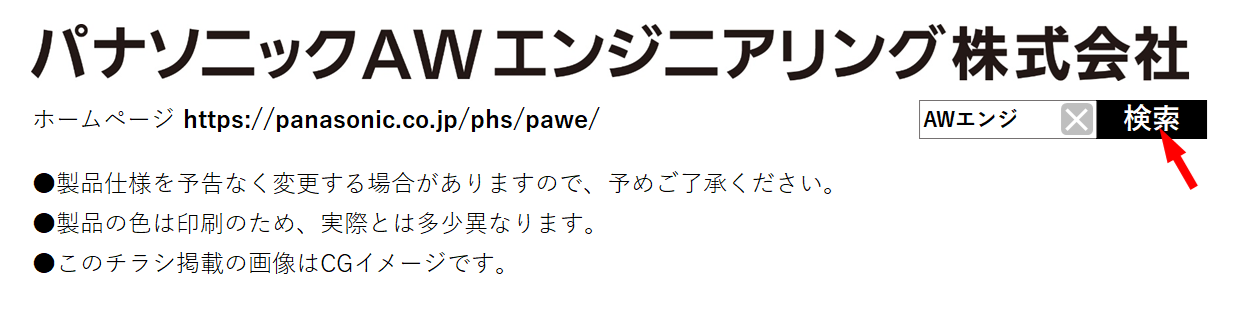 パナソニックAWエンジニアリング株式会社
ホームページ https://panasonic.co.jp/phs/pawe/
AWエンジ 検索
●製品仕様を予告なく変更する場合がありますので、予めご了承ください。
●製品の色は印刷のため、実際とは多少異なります。
●このチラシ掲載の画像はCGイメージです。